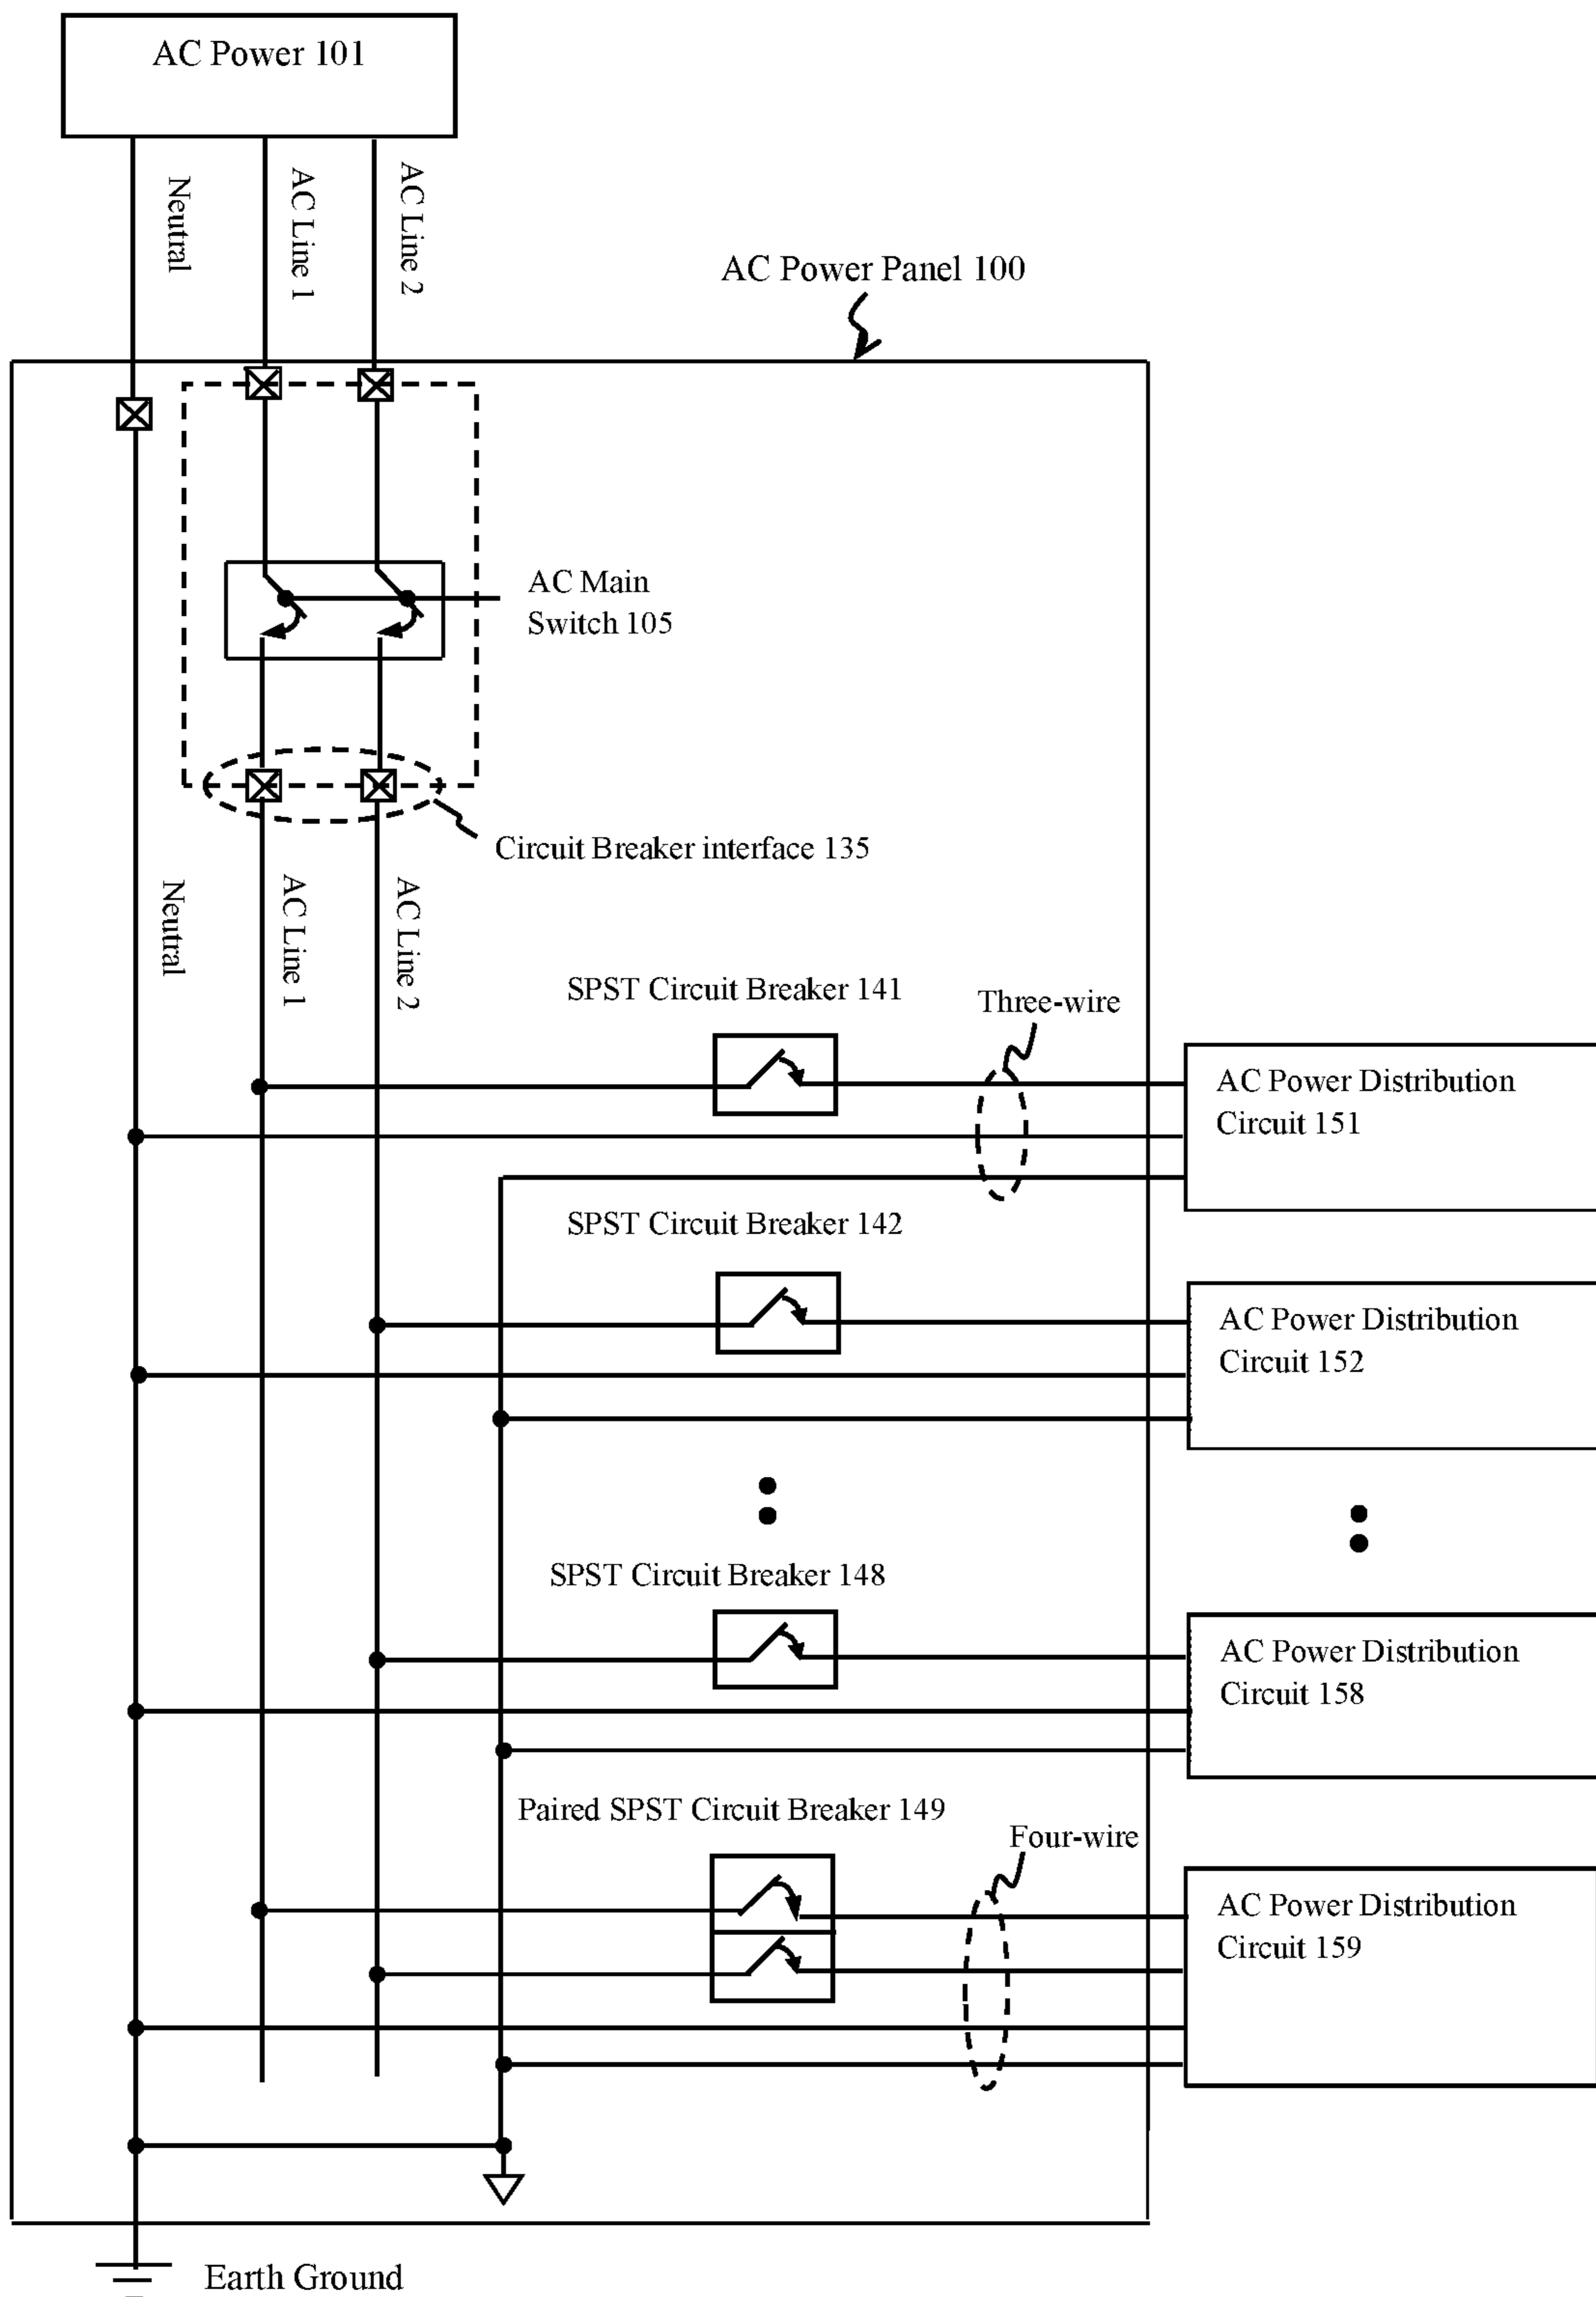 AC Power 101
Neutral
AC Line 1
AC Line 2
AC Power Panel 100
AC Main
Switch 105
Circuit Breaker interface 135
Neutral
AC Line 1
AC Line 2
SPST Circuit Breaker 141
Three-wire
AC Power Distribution
Circuit 151
SPST Circuit Breaker 142
AC Power Distribution
Circuit 152
SPST Circuit Breaker 148
AC Power Distribution
Circuit 158
Paired SPST Circuit Breaker 149
Four-wire
AC Power Distribution
Circuit 159
Earth Ground